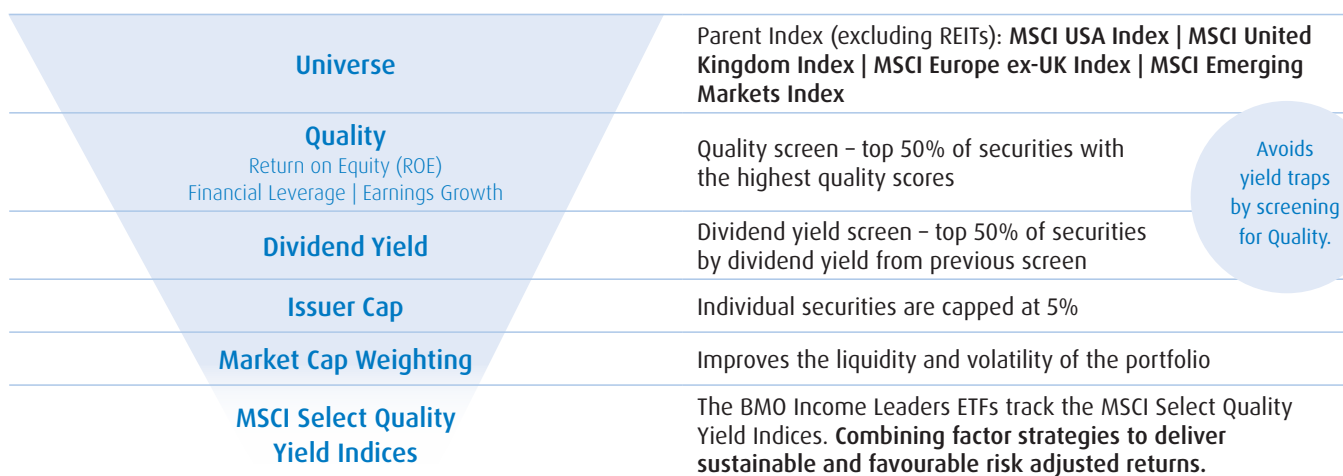 Universe
Parent Index (excluding REITs): MSCI USA Index | MSCI United
Kingdom Index | MSCI Europe ex-UK Index | MSCI Emerging
Markets Index
Quality
Return on Equity (ROE)
Financial Leverage | Earnings Growth
Quality screen – top 50% of securities with
the highest quality scores
Avoids
yield traps
by screening
for Quality.
Dividend Yield
Dividend yield screen – top 50% of securities
by dividend yield from previous screen
Issuer Cap
Individual securities are capped at 5%
Market Cap Weighting
Improves the liquidity and volatility of the portfolio
MSCI Select Quality
Yield Indices
The BMO Income Leaders ETFs track the MSCI Select Quality
Yield Indices. Combining factor strategies to deliver
sustainable and favourable risk adjusted returns.